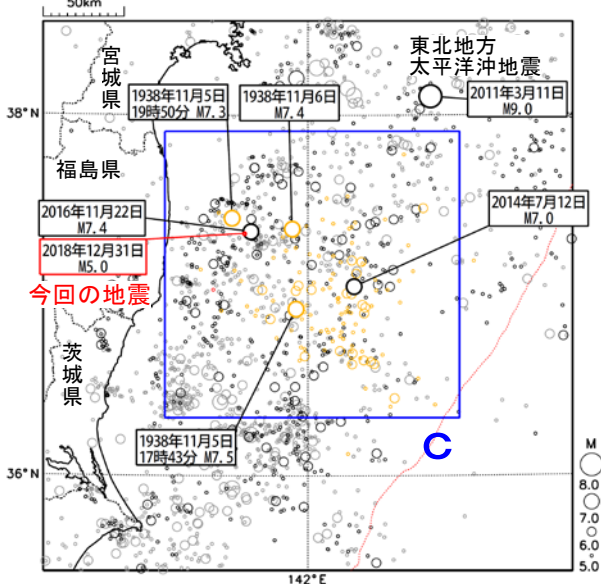 50km
東北地方
太平洋沖地震
宮城県
1938年11月5日
19時50分 M7.3
1938年11月6日
M7.4
2011年3月11日
M9.0
38°N
福島県
2016年11月22日
M7.4
2014年7月12日
M7.0
2018年12月31日
M5.0
今回の地震
茨城県
1938年11月5日
17時43分 M7.5
C
M
8.0
7.0
6.0
5.0
36°N
142°E